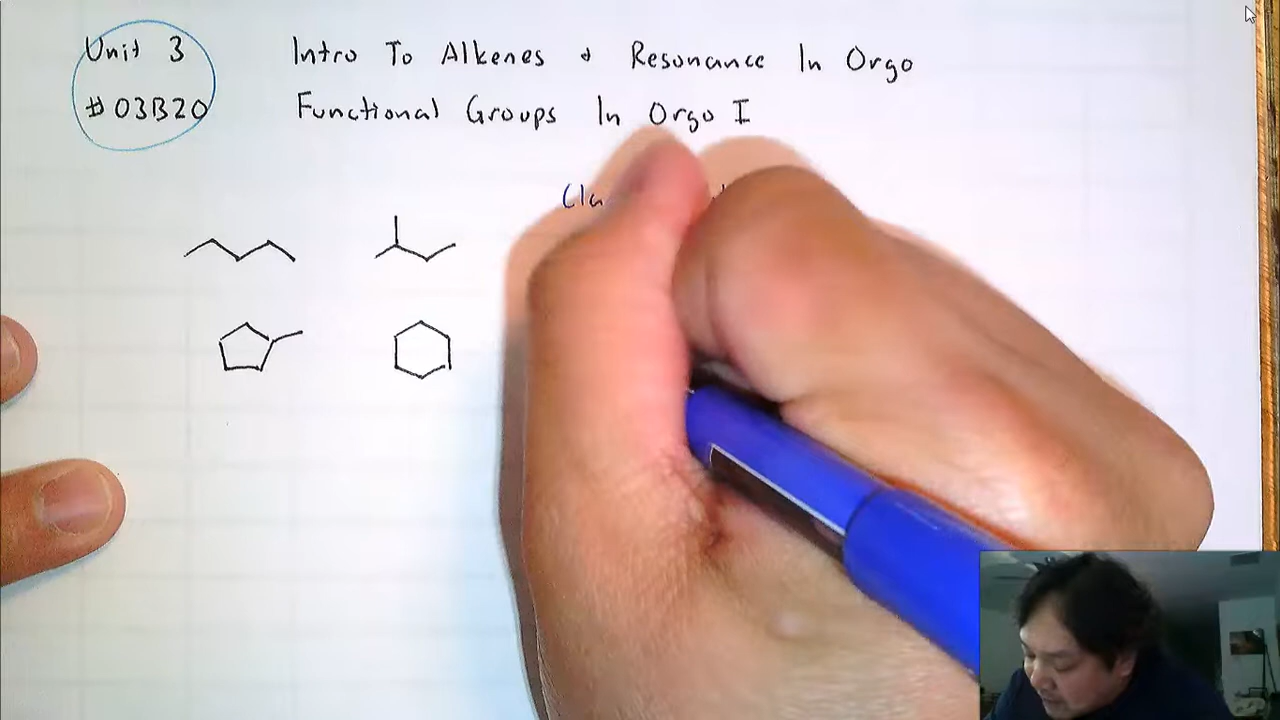 Unit 3 Intro To Alkenes & Resonance In Orgo
#03B20 Functional Groups In Orgo I